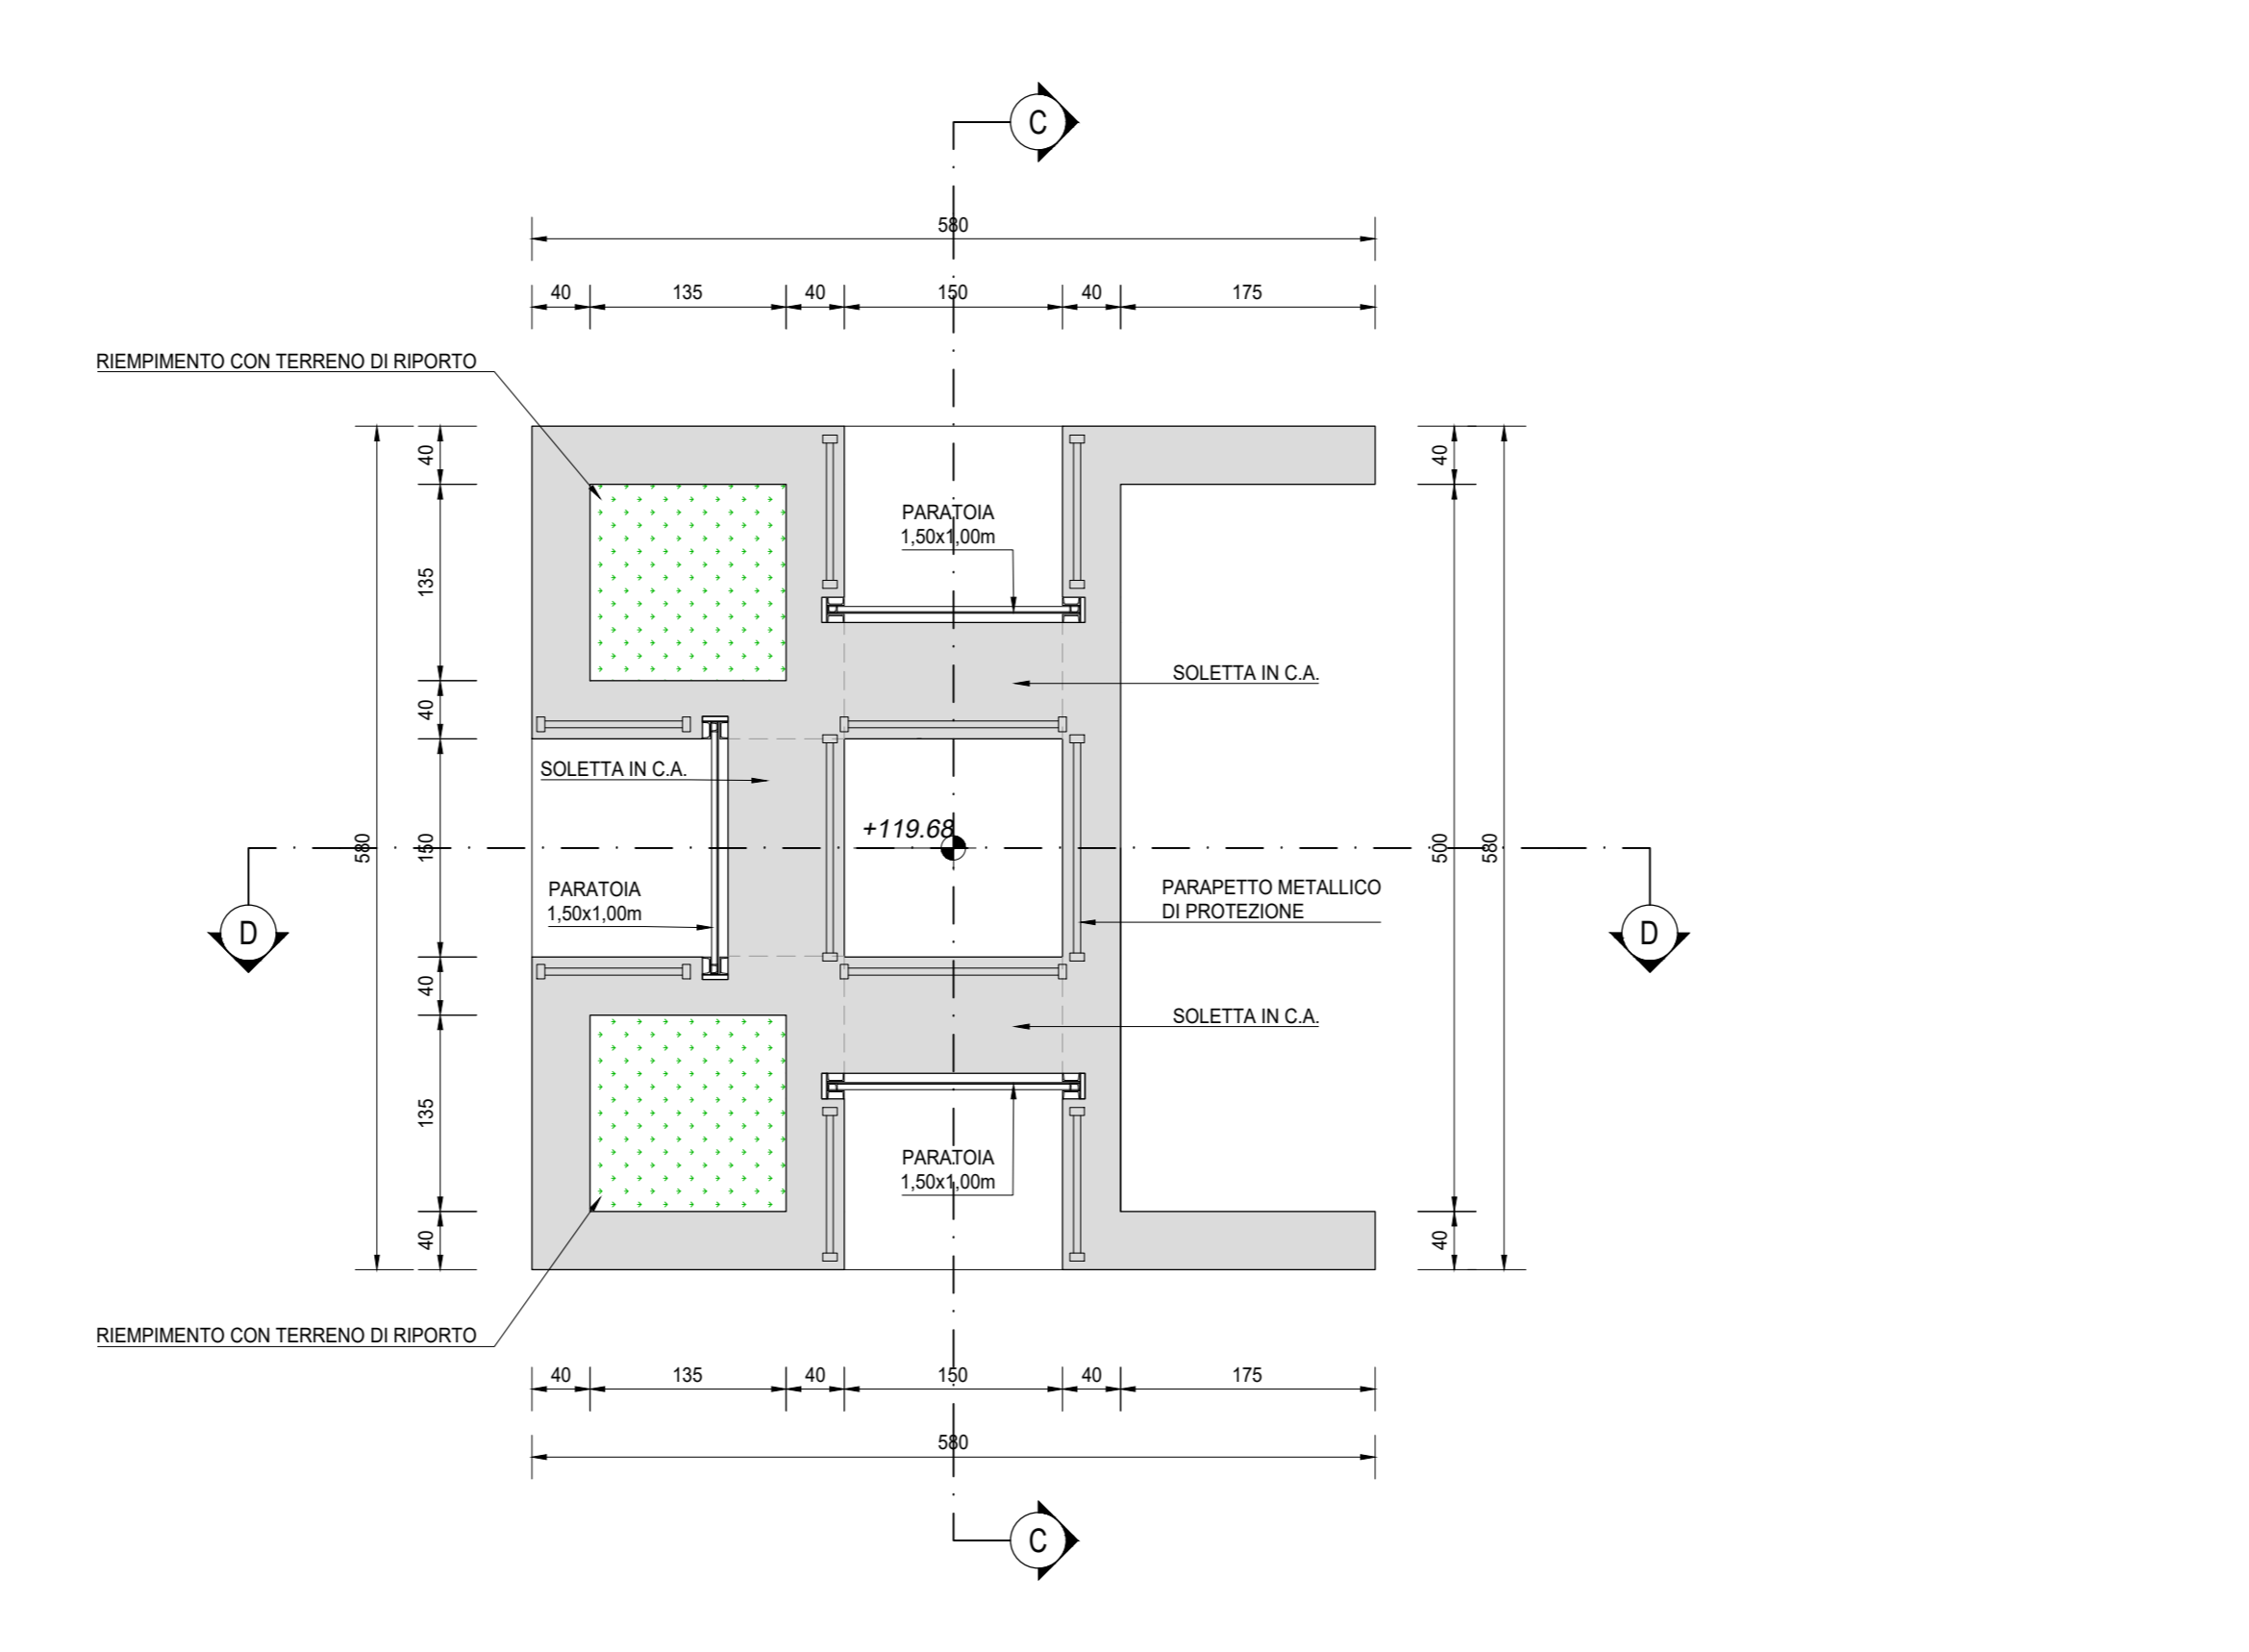 C
580
40 135 40 150 40 175
RIEMPIMENTO CON TERRENO DI RIPORTO
40
40
PARATOIA
1,50x1,00m
135
SOLETTA IN C.A.
40
SOLETTA IN C.A.
+119.68
580
150
500
580
PARATOIA
1,50x1,00m
PARAPETTO METALLICO
DI PROTEZIONE
D
D
40
SOLETTA IN C.A.
135
PARATOIA
1,50x1,00m
40
40
RIEMPIMENTO CON TERRENO DI RIPORTO
40 135 40 150 40 175
580
C